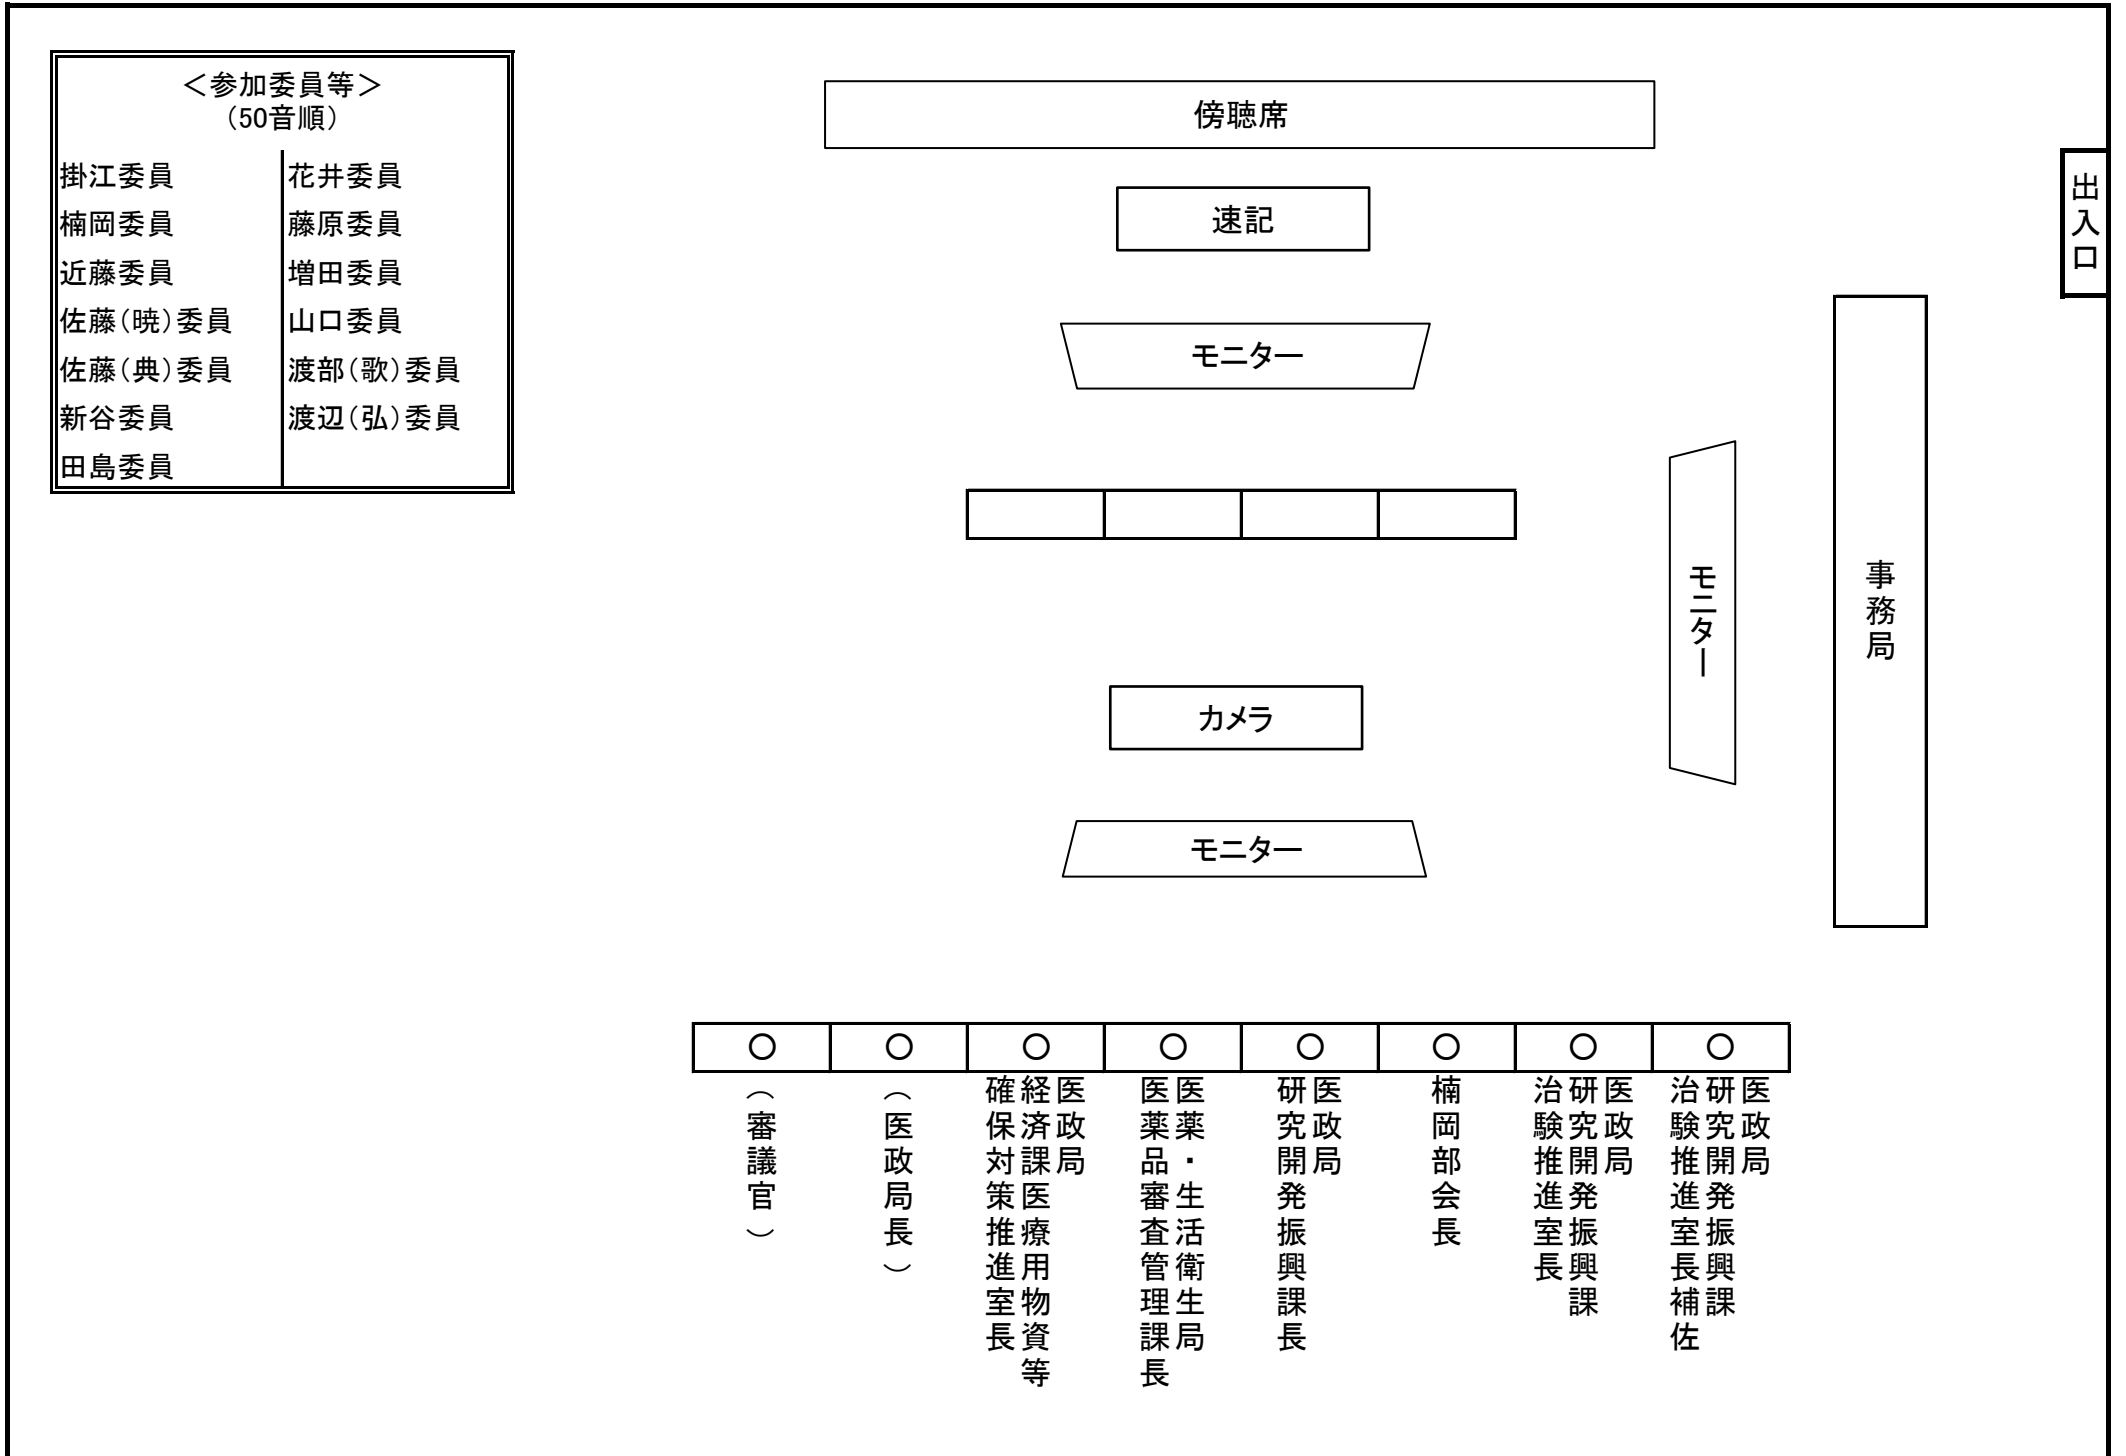 ＜参加委員等＞
（50音順）
掛江委員
楠岡委員
近藤委員
佐藤（暁）委員
佐藤（典）委員
新谷委員
田島委員
花井委員
藤原委員
増田委員
山口委員
渡部（歌）委員
渡辺（弘）委員
傍聴席
速記
モニター
出入口
モニター
事務局
カメラ
モニター
○ ○ ○ ○ ○ ○ ○ ○
医政局
研究開発振興課
治験推進室長補佐
医政局
研究開発振興課
治験推進室長
楠岡部会長
医政局
研究開発振興課長
医薬・生活衛生局
医薬品審査管理課長
医政局
経済課医療用物資等
確保対策推進室長
（医政局長）
（審議官）